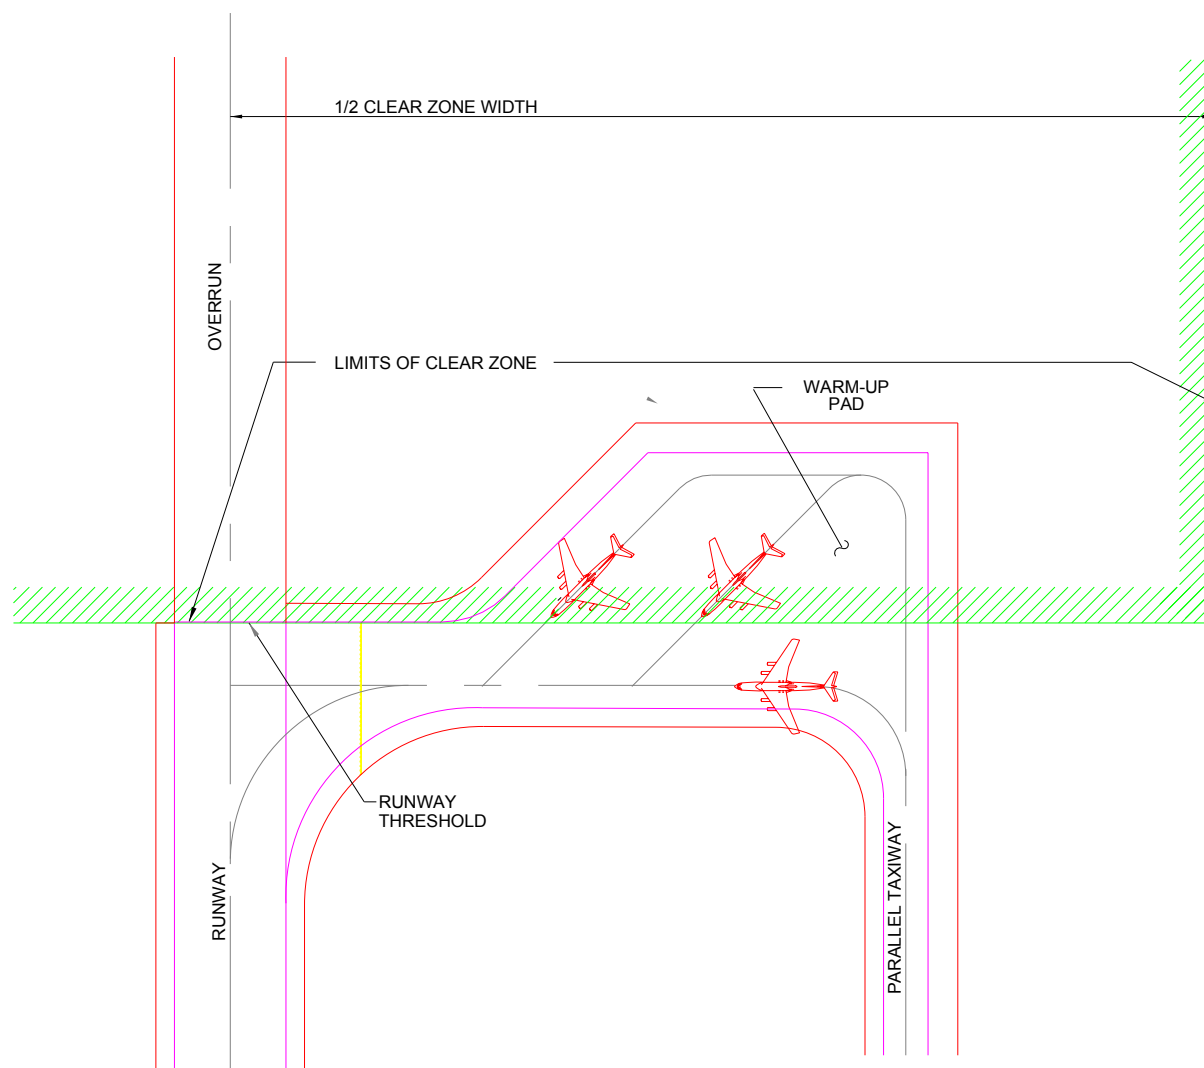 1/2 CLEAR ZONE WIDTH
OVERRUN
LIMITS OF CLEAR ZONE
WARM-UP
PAD
RUNWAY
THRESHOLD
RUNWAY
PARALLEL TAXIWAY